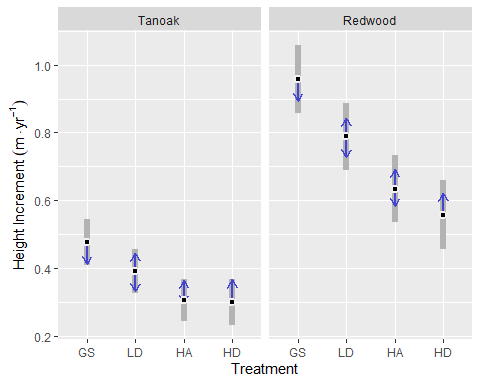 Tanoak Redwood
Height Increment (m·yr⁻¹)
1.0
0.8
0.6
0.4
0.2
GS LD HA HD GS LD HA HD
Treatment